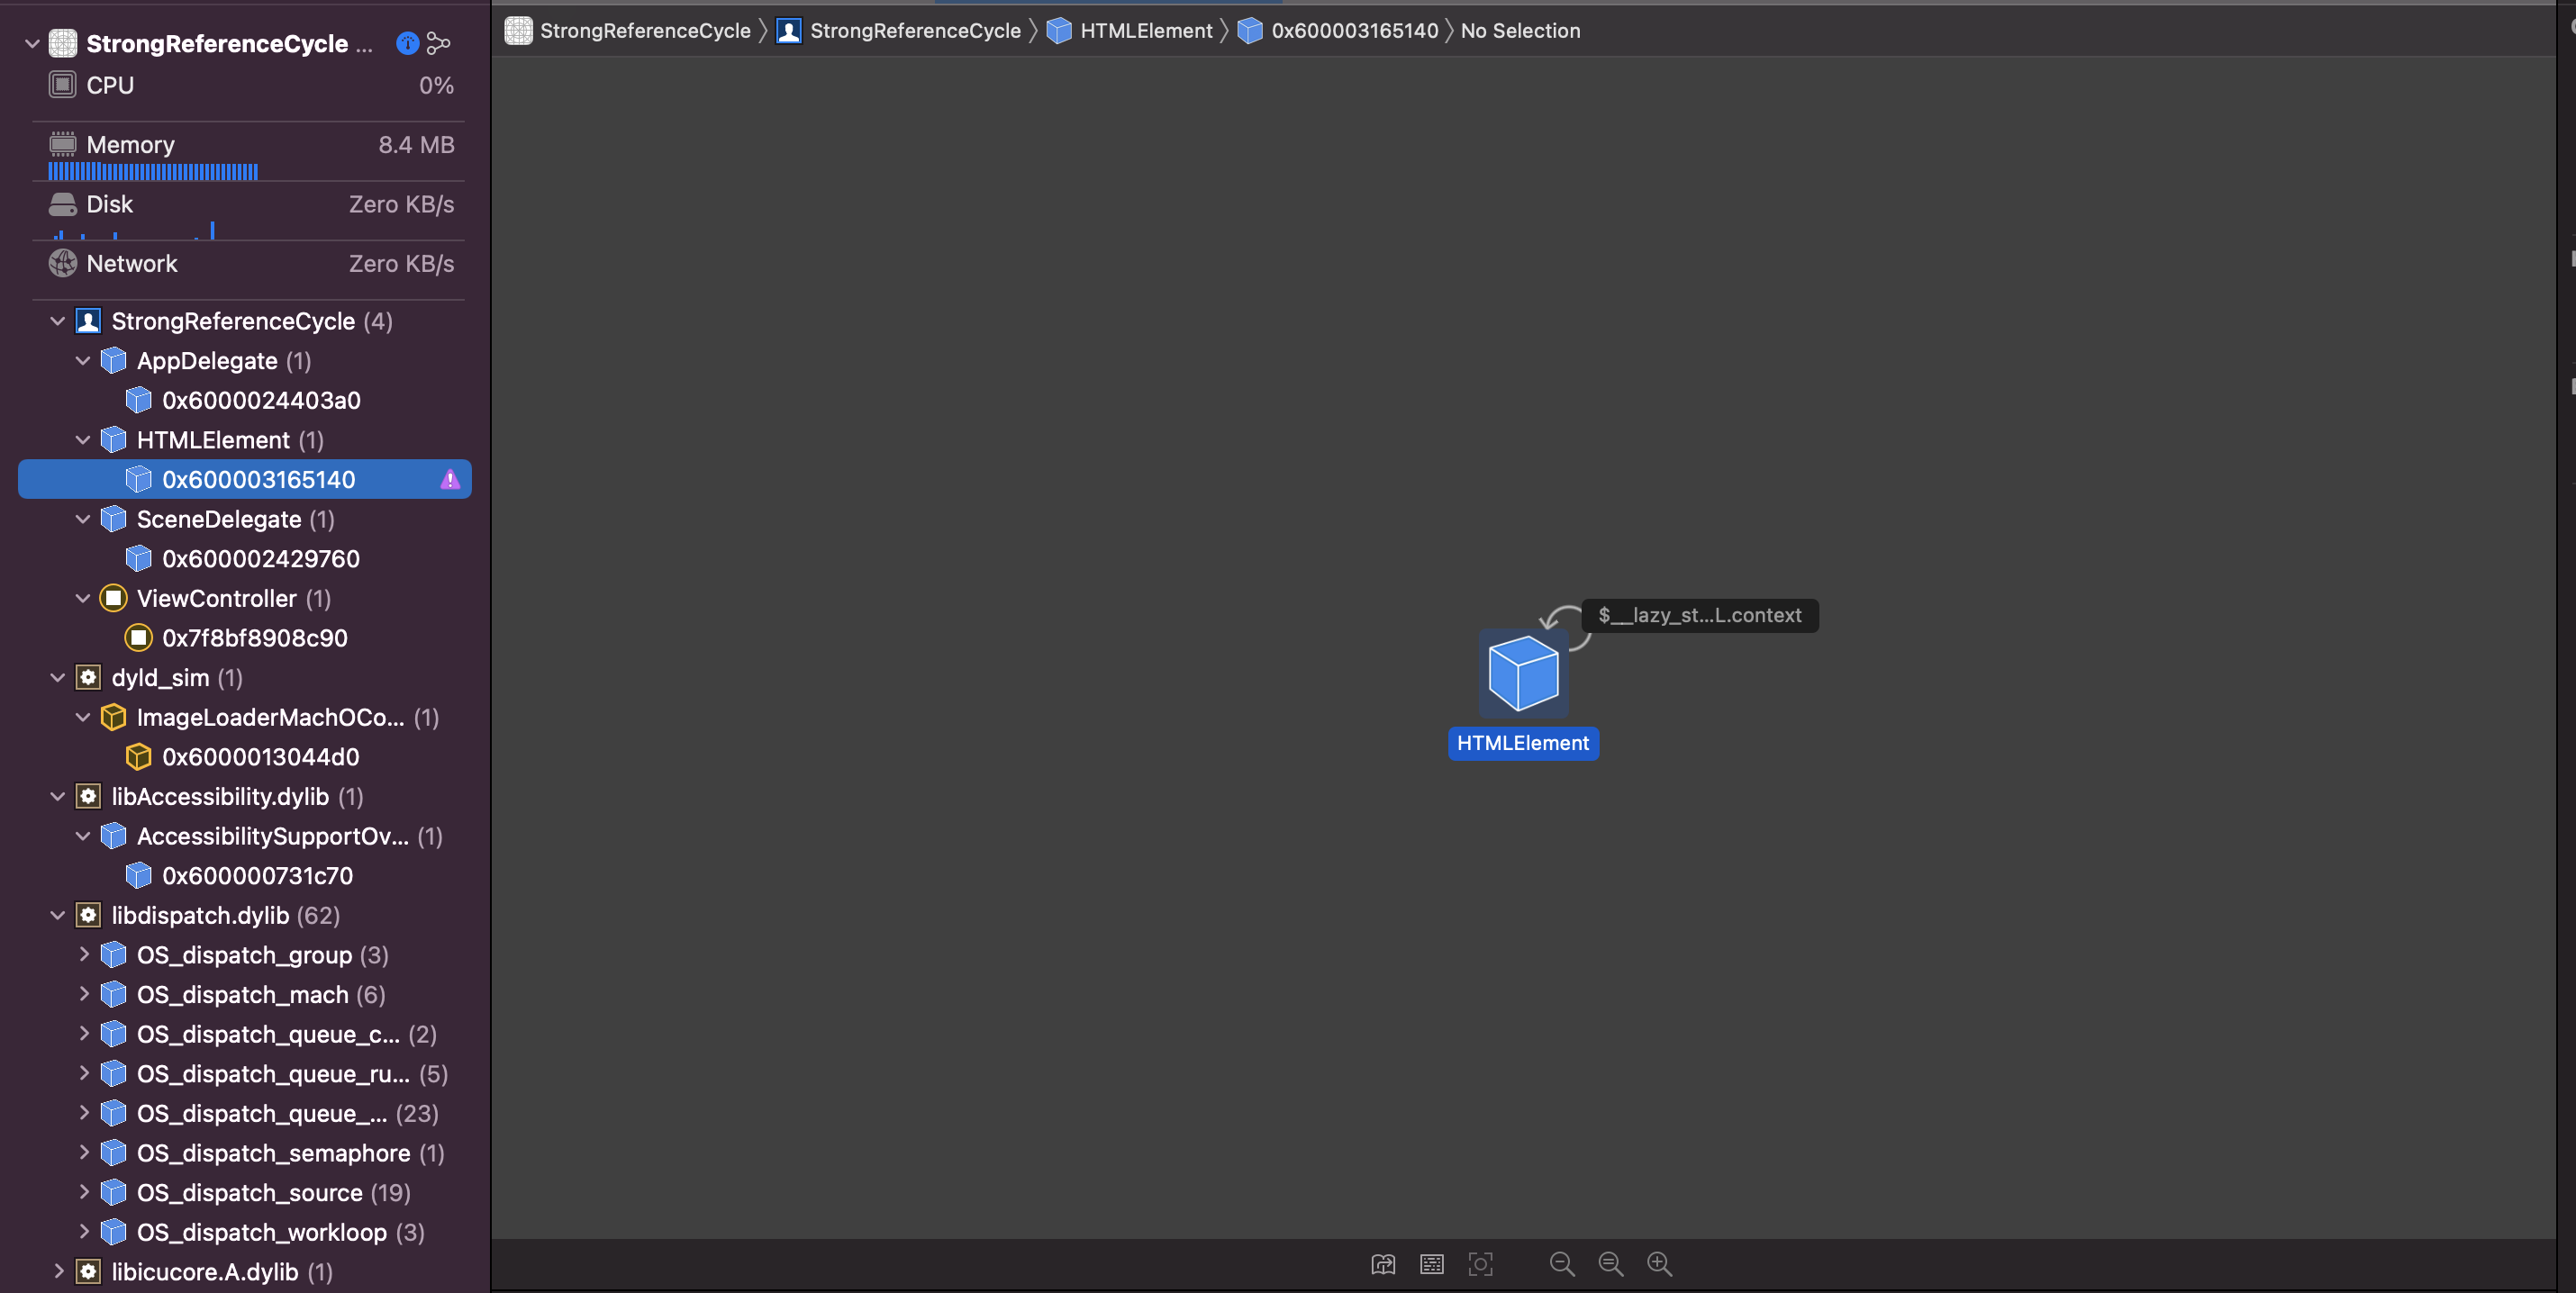 StrongReferenceCycle ...
CPU 0%
Memory 8.4 MB
Disk Zero KB/s
Network Zero KB/s
StrongReferenceCycle (4)
AppDelegate (1)
0x6000024403a0
HTMLElement (1)
0x600003165140
SceneDelegate (1)
0x600002429760
ViewController (1)
0x7f8bf8908c90
dyld_sim (1)
ImageLoaderMachOCo... (1)
0x6000013044d0
libAccessibility.dylib (1)
AccessibilitySupportOv... (1)
0x600000731c70
libdispatch.dylib (62)
OS_dispatch_group (3)
OS_dispatch_mach (6)
OS_dispatch_queue_c... (2)
OS_dispatch_queue_ru... (5)
OS_dispatch_queue_... (23)
OS_dispatch_semaphore (1)
OS_dispatch_source (19)
OS_dispatch_workloop (3)
libicucore.A.dylib (1)
StrongReferenceCycle StrongReferenceCycle HTMLElement 0x600003165140 No Selection
$__lazy_st...L.context
HTMLElement